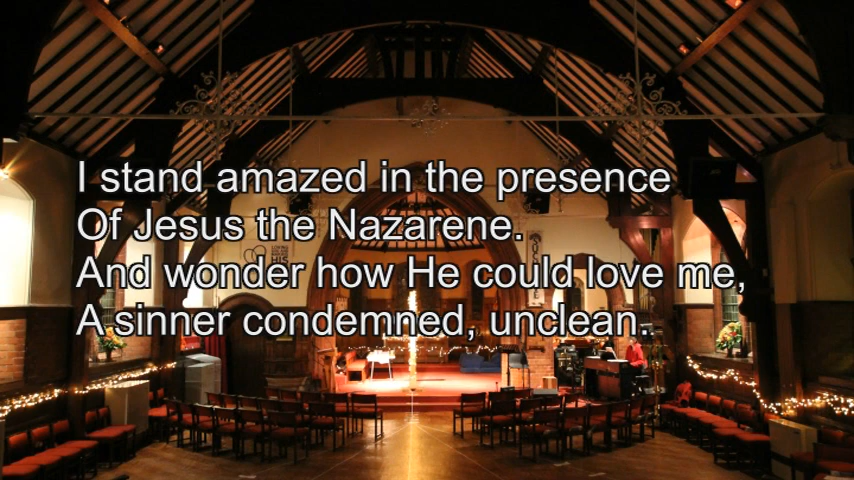 I stand amazed in the presence
Of Jesus the Nazarene.
And wonder how He could love me,
A sinner condemned, unclean.